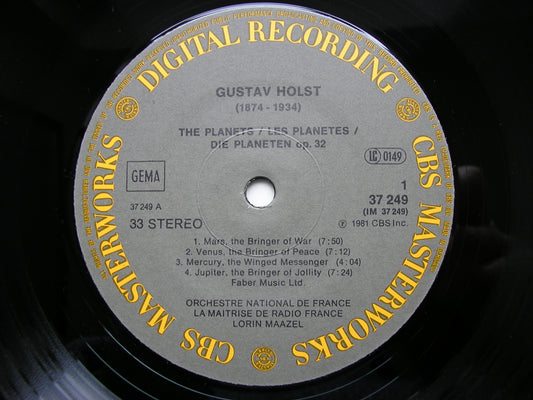 DIGITAL RECORDING
GUSTAV HOLST
(1874 - 1934)
THE PLANETS / LES PLANETES /
DIE PLANETEN op. 32
GEMA
LC 0149
37 249 A
1
37 249
(IM 37249)
33 STEREO
℗ 1981 CBS Inc.
1. Mars, the Bringer of War (7:50)
2. Venus, the Bringer of Peace (7:12)
3. Mercury, the Winged Messenger (4:04)
4. Jupiter, the Bringer of Jollity (7:24)
Faber Music Ltd.
ORCHESTRE NATIONAL DE FRANCE
LA MAITRISE DE RADIO FRANCE
LORIN MAAZEL
CBS MASTERWORKS
CBS MASTERWORKS